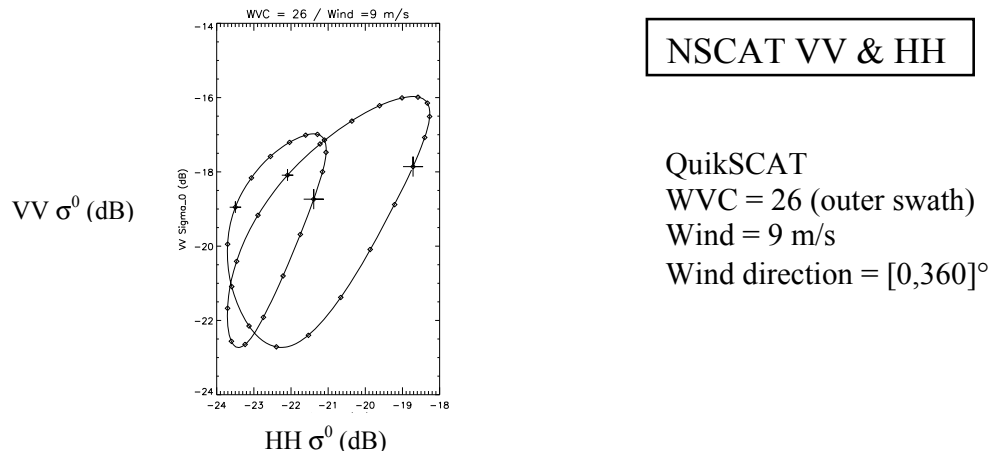 WVC = 26 / Wind =9 m/s
NSCAT VV & HH
-14
-16
-18
-20
-22
-24
VV Sigma_0 (dB)
VV σ⁰ (dB)
-24 -23 -22 -21 -20 -19 -18
HH σ⁰ (dB)
QuikSCAT
WVC = 26 (outer swath)
Wind = 9 m/s
Wind direction = [0,360]°